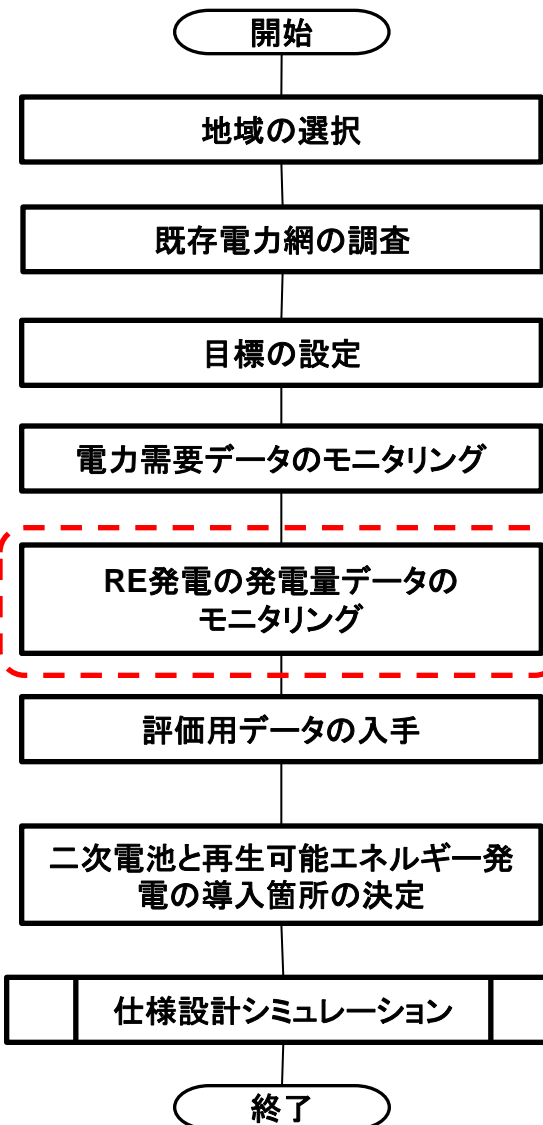 開始
地域の選択
既存電力網の調査
目標の設定
電力需要データのモニタリング
RE発電の発電量データの
モニタリング
評価用データの入手
二次電池と再生可能エネルギー発
電の導入箇所の決定
仕様設計シミュレーション
終了